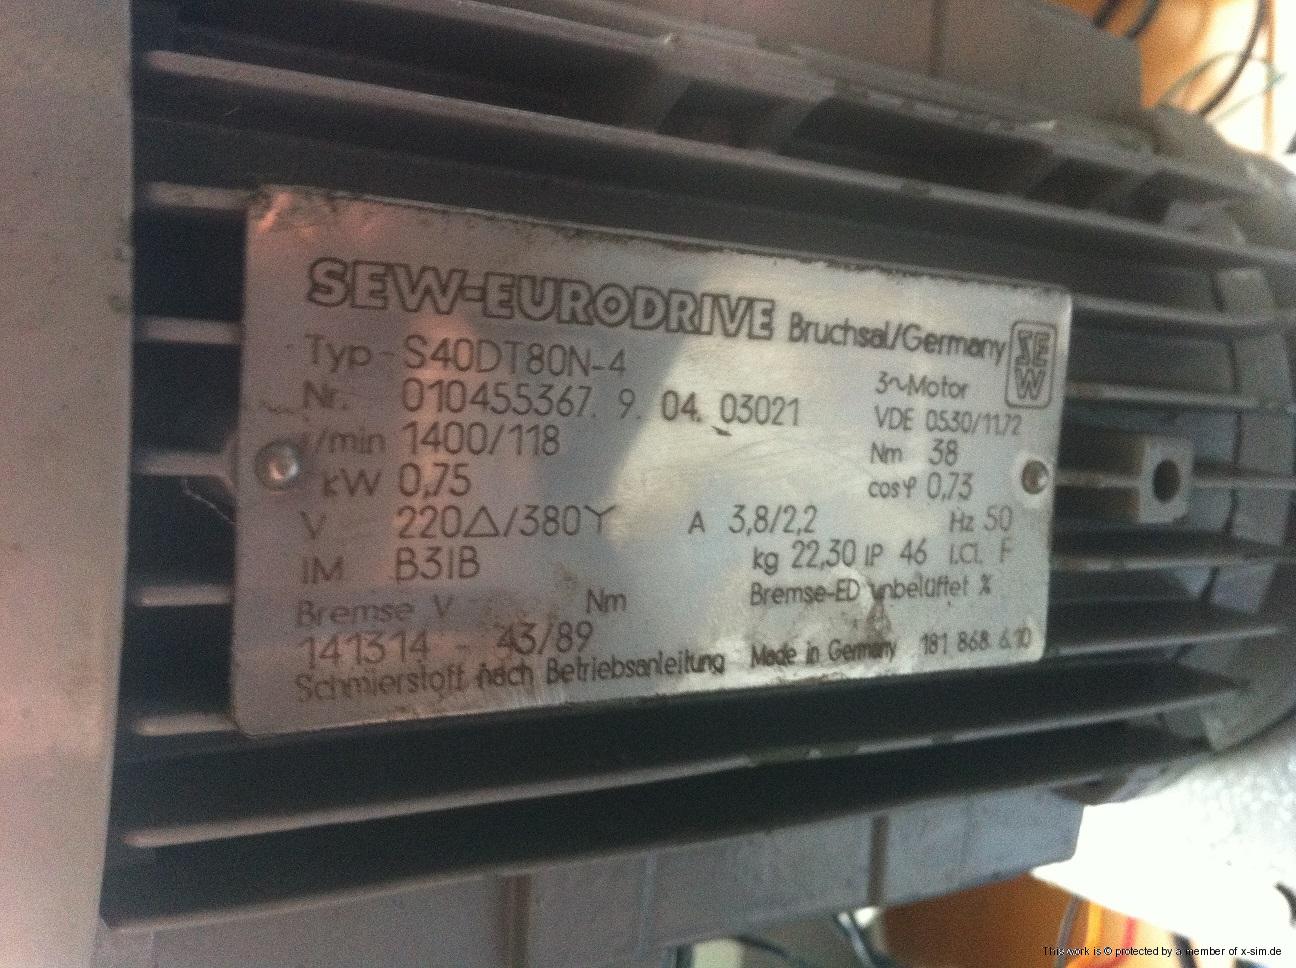 SEW-EURODRIVE Bruchsal/Germany SEW
Typ - S40DT80N-4 3~Motor
Nr. 010455367. 9. 04. 03021 VDE 0530/11.72
1/min 1400/118 Nm 38
kW 0,75 cosφ 0,73
V 220△/380Y A 3,8/2,2 Hz 50
IM B3IB kg 22,30 IP 46 I.Cl. F
Bremse V Nm Bremse-ED unbelüftet %
141314 - 43/89
Schmierstoff nach Betriebsanleitung Made in Germany 181 868 6.10
This work is © protected by a member of x-sim.de